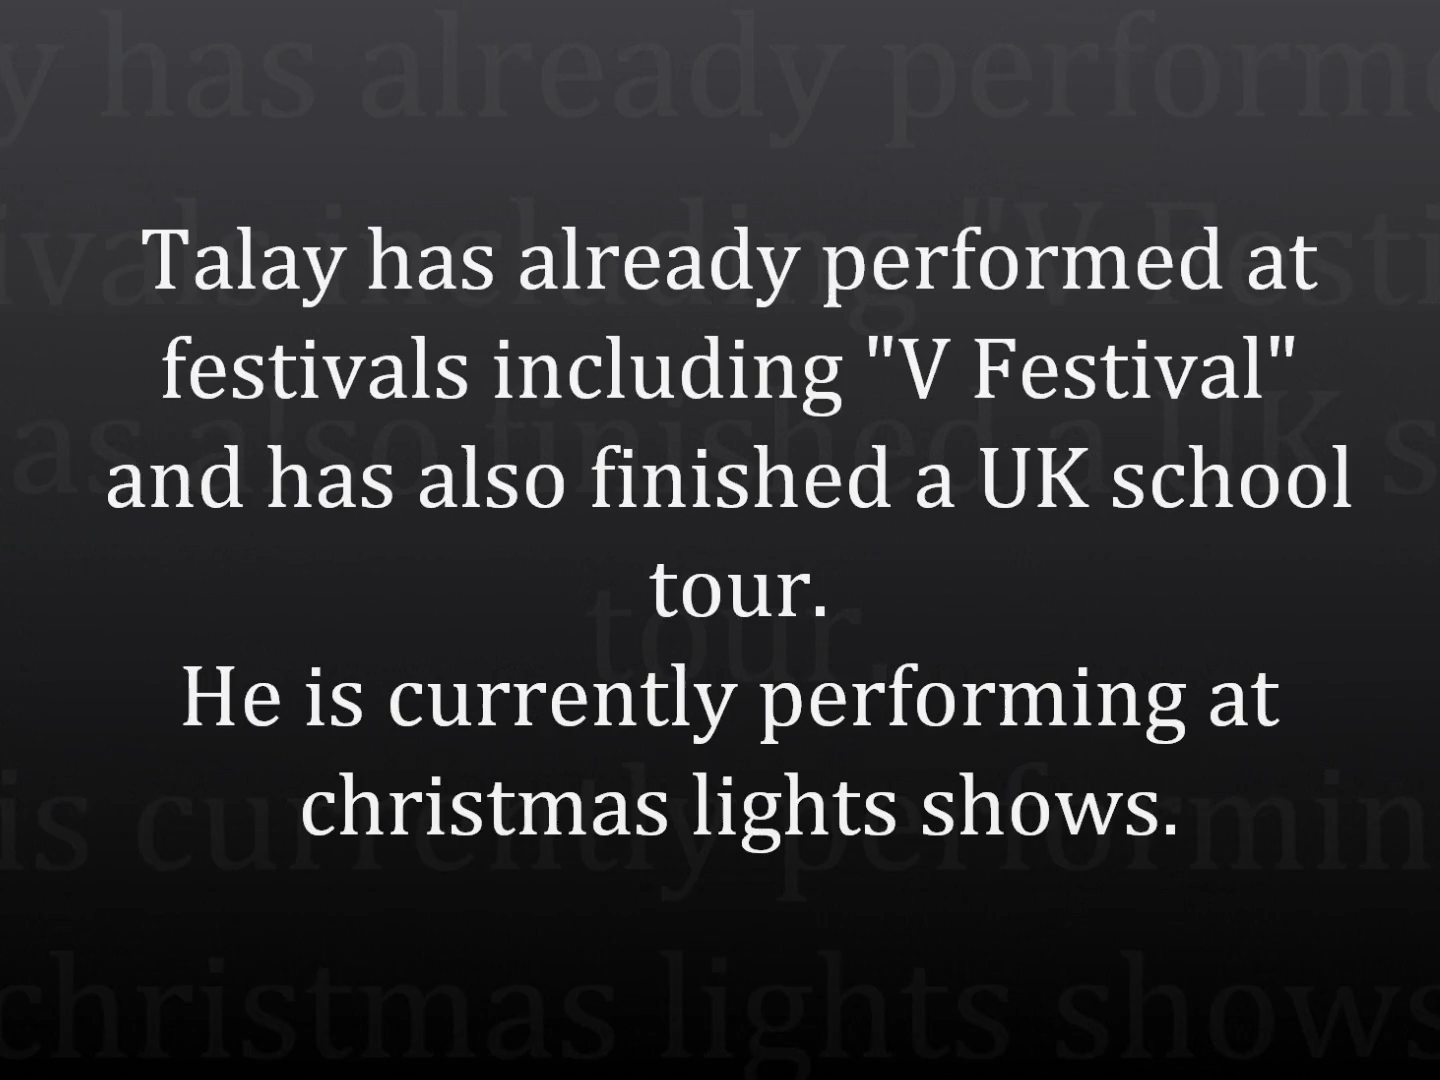 Talay has already performed at
festivals including "V Festival"
and has also finished a UK school
tour.
He is currently performing at
christmas lights shows.